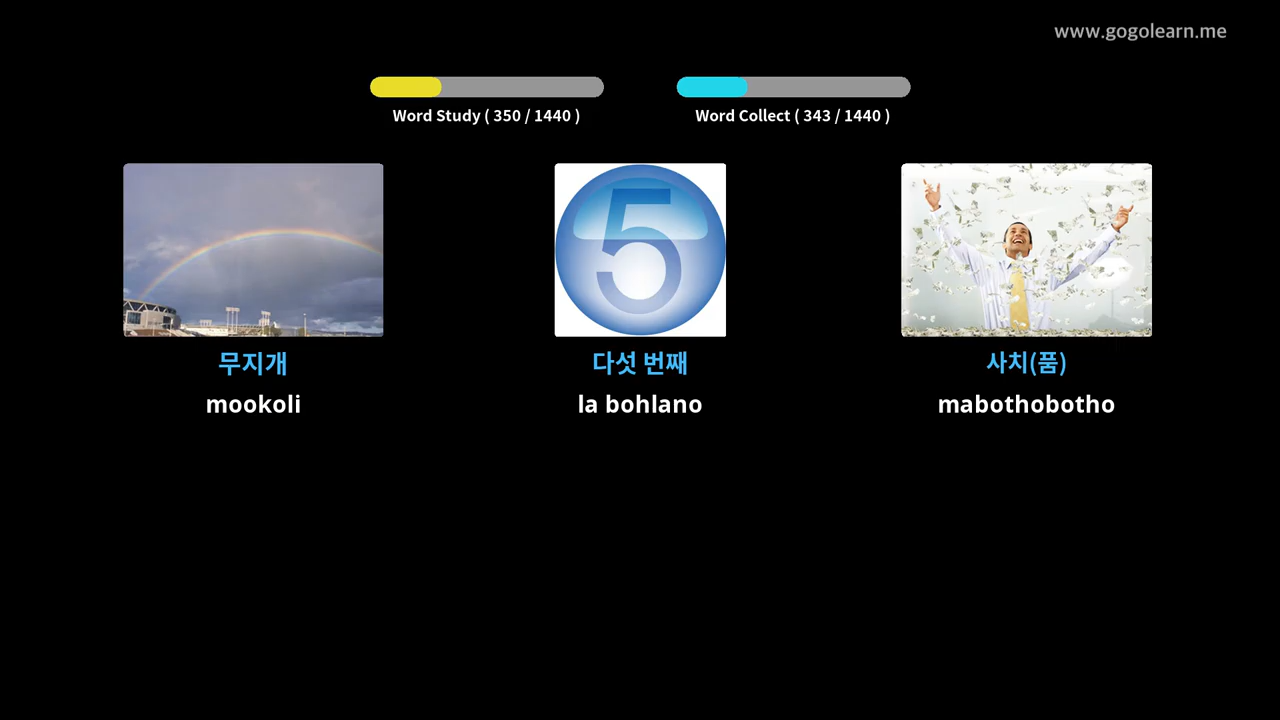 www.gogolearn.me
Word Study ( 350 / 1440 )
Word Collect ( 343 / 1440 )
5
무지개
다섯 번째
사치(품)
mookoli
la bohlano
mabothobotho